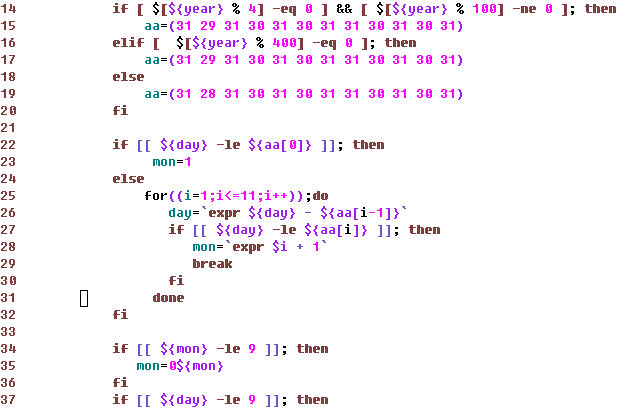 14 if [ $[${year} % 4] -eq 0 ] && [ $[${year} % 100] -ne 0 ]; then
15 aa=(31 29 31 30 31 30 31 31 30 31 30 31)
16 elif [  $[${year} % 400] -eq 0 ]; then
17 aa=(31 29 31 30 31 30 31 31 30 31 30 31)
18 else
19 aa=(31 28 31 30 31 30 31 31 30 31 30 31)
20 fi
21
22 if [[ ${day} -le ${aa[0]} ]]; then
23 mon=1
24 else
25 for((i=1;i<=11;i++));do
26 day=`expr ${day} - ${aa[i-1]}`
27 if [[ ${day} -le ${aa[i]} ]]; then
28 mon=`expr $i + 1`
29 break
30 fi
31 done
32 fi
33
34 if [[ ${mon} -le 9 ]]; then
35 mon=0${mon}
36 fi
37 if [[ ${day} -le 9 ]]; then